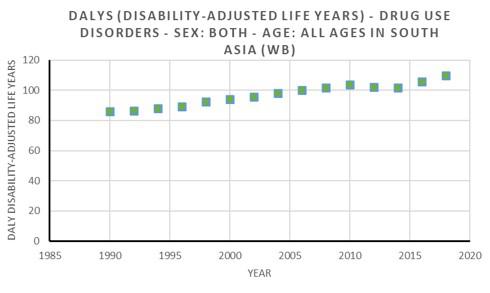 DALYS (DISABILITY-ADJUSTED LIFE YEARS) - DRUG USE
DISORDERS - SEX: BOTH - AGE: ALL AGES IN SOUTH
ASIA (WB)
DALY DISABILITY-ADJUSTED LIFE YEARS
120
100
80
60
40
20
0
1985 1990 1995 2000 2005 2010 2015 2020
YEAR